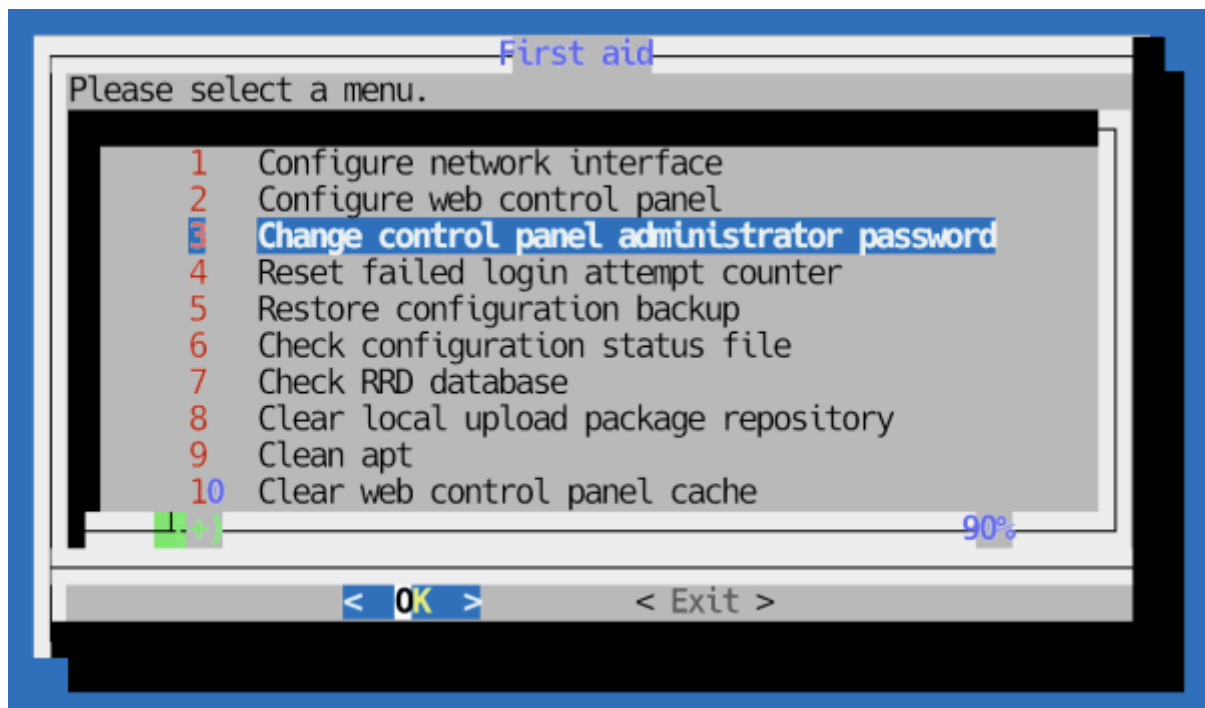 First aid
Please select a menu.
1 Configure network interface
2 Configure web control panel
3 Change control panel administrator password
4 Reset failed login attempt counter
5 Restore configuration backup
6 Check configuration status file
7 Check RRD database
8 Clear local upload package repository
9 Clean apt
10 Clear web control panel cache
(+) 90%
< OK > < Exit >